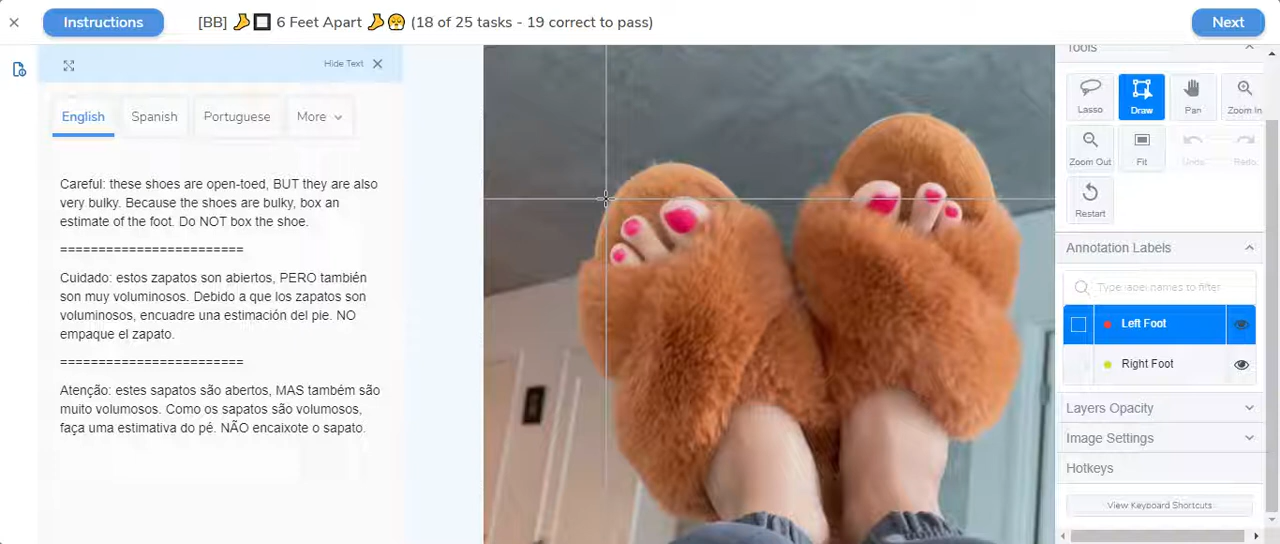 Instructions
[BB] 🦶🔲 6 Feet Apart 🦶😤 (18 of 25 tasks - 19 correct to pass)
Next
Hide Text
English
Spanish
Portuguese
More
Careful: these shoes are open-toed, BUT they are also
very bulky. Because the shoes are bulky, box an
estimate of the foot. Do NOT box the shoe.
========================
Cuidado: estos zapatos son abiertos, PERO también
son muy voluminosos. Debido a que los zapatos son
voluminosos, encuadre una estimación del pie. NO
empaque el zapato.
========================
Atenção: estes sapatos são abertos, MAS também são
muito volumosos. Como os sapatos são volumosos,
faça uma estimativa do pé. NÃO encaixote o sapato.
Tools
Lasso
Draw
Pan
Zoom In
Zoom Out
Fit
Undo
Redo
Restart
Annotation Labels
Type label names to filter
Left Foot
Right Foot
Layers Opacity
Image Settings
Hotkeys
View Keyboard Shortcuts